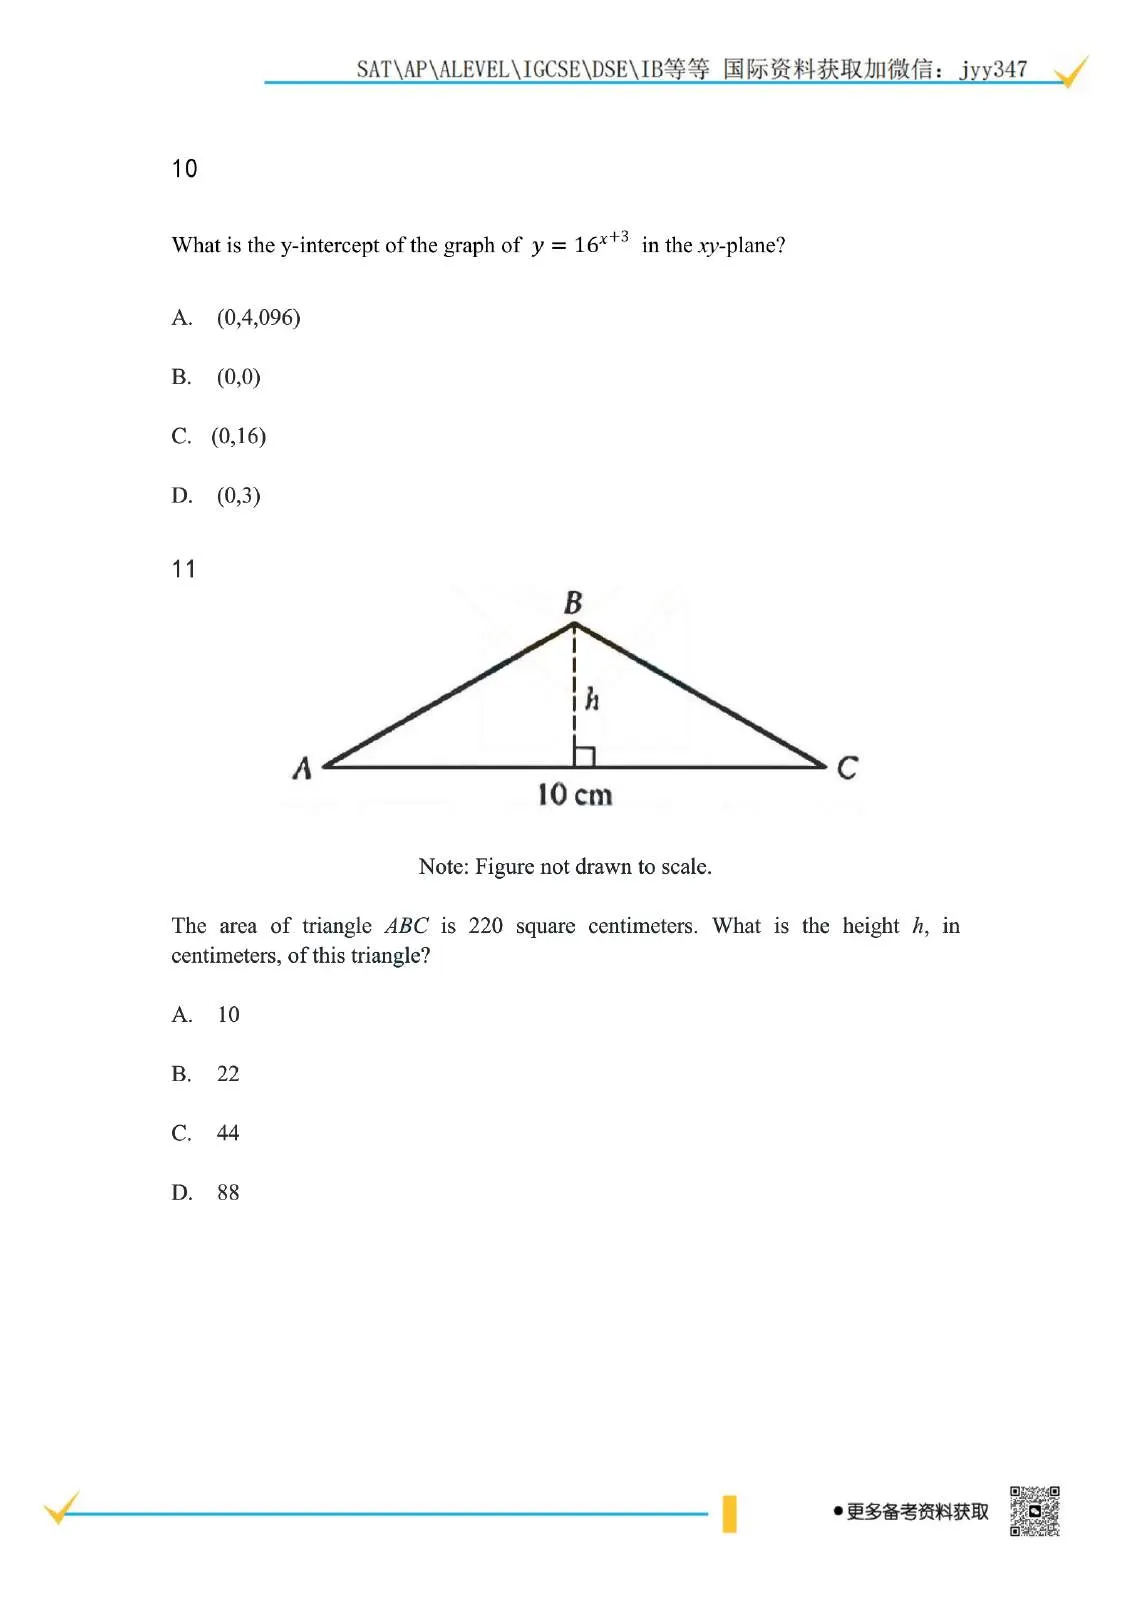 SAT\AP\ALEVEL\IGCSE\DSE\IB等等 国际资料获取加微信：jyy347
10
What is the y-intercept of the graph of y = 16^{x+3} in the xy-plane?
A. (0,4,096)
B. (0,0)
C. (0,16)
D. (0,3)
11
B
h
A
C
10 cm
Note: Figure not drawn to scale.
The area of triangle ABC is 220 square centimeters. What is the height h, in
centimeters, of this triangle?
A. 10
B. 22
C. 44
D. 88
●更多备考资料获取